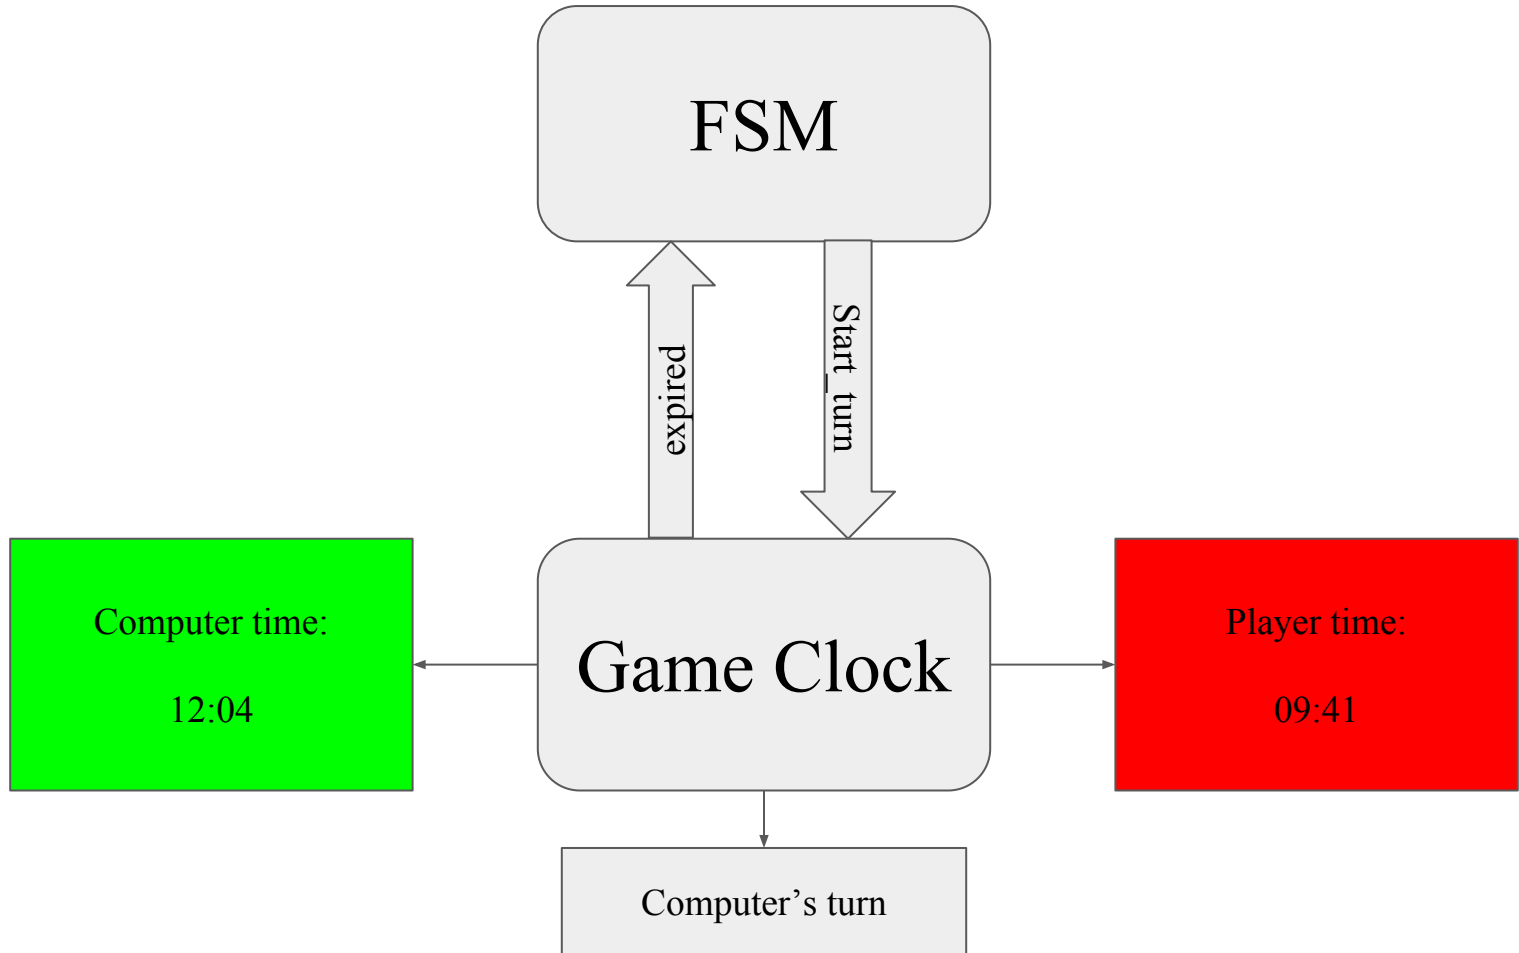 FSM
expired
Start_turn
Computer time:
12:04
Game Clock
Player time:
09:41
Computer’s turn